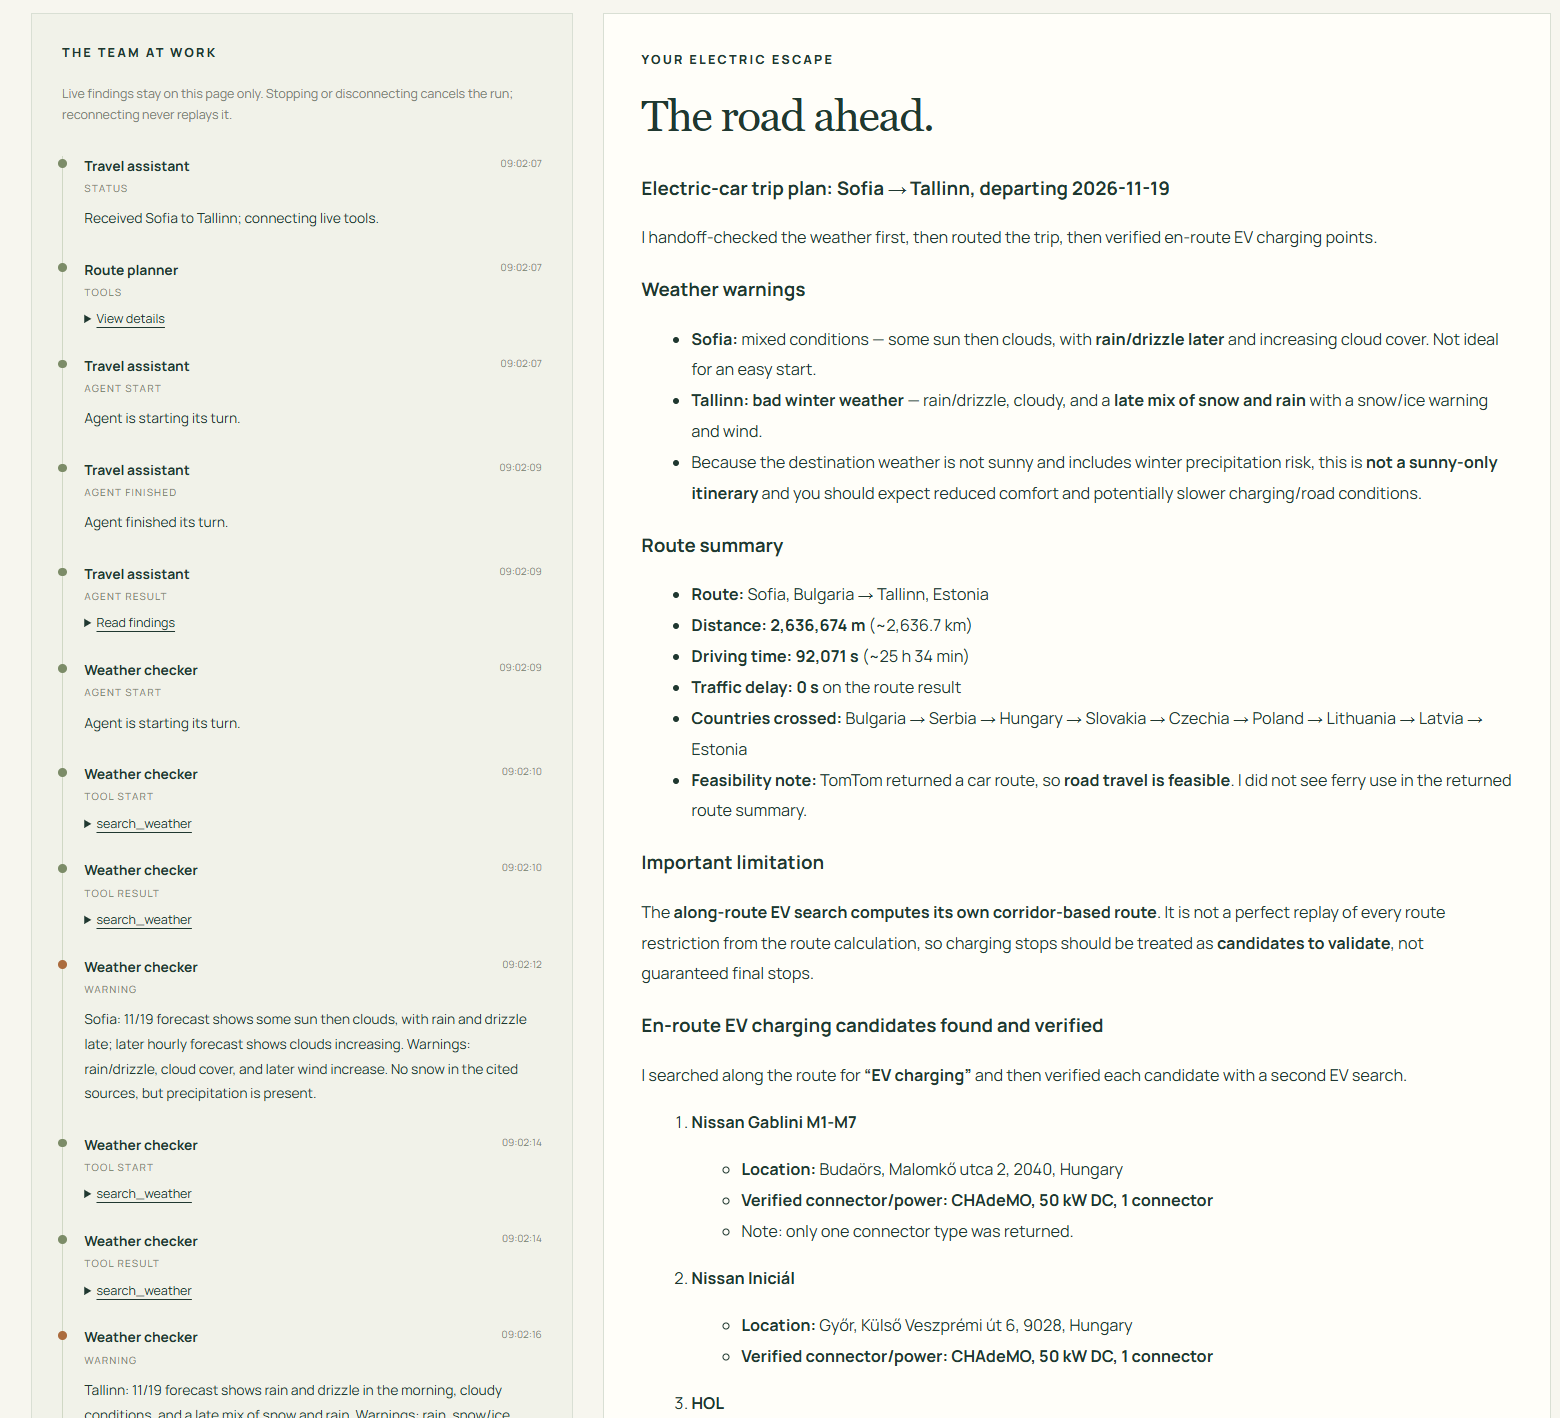 THE TEAM AT WORK
Live findings stay on this page only. Stopping or disconnecting cancels the run;
reconnecting never replays it.
Travel assistant
09:02:07
STATUS
Received Sofia to Tallinn; connecting live tools.
Route planner
09:02:07
TOOLS
View details
Travel assistant
09:02:07
AGENT START
Agent is starting its turn.
Travel assistant
09:02:09
AGENT FINISHED
Agent finished its turn.
Travel assistant
09:02:09
AGENT RESULT
Read findings
Weather checker
09:02:09
AGENT START
Agent is starting its turn.
Weather checker
09:02:10
TOOL START
search_weather
Weather checker
09:02:10
TOOL RESULT
search_weather
Weather checker
09:02:12
WARNING
Sofia: 11/19 forecast shows some sun then clouds, with rain and drizzle
late; later hourly forecast shows clouds increasing. Warnings:
rain/drizzle, cloud cover, and later wind increase. No snow in the cited
sources, but precipitation is present.
Weather checker
09:02:14
TOOL START
search_weather
Weather checker
09:02:14
TOOL RESULT
search_weather
Weather checker
09:02:16
WARNING
Tallinn: 11/19 forecast shows rain and drizzle in the morning, cloudy
conditions, and a late mix of snow and rain. Warnings: rain, snow/ice
YOUR ELECTRIC ESCAPE
The road ahead.
Electric-car trip plan: Sofia → Tallinn, departing 2026-11-19
I handoff-checked the weather first, then routed the trip, then verified en-route EV charging points.
Weather warnings
• Sofia: mixed conditions — some sun then clouds, with rain/drizzle later and increasing cloud cover. Not ideal
for an easy start.
• Tallinn: bad winter weather — rain/drizzle, cloudy, and a late mix of snow and rain with a snow/ice warning
and wind.
• Because the destination weather is not sunny and includes winter precipitation risk, this is not a sunny-only
itinerary and you should expect reduced comfort and potentially slower charging/road conditions.
Route summary
• Route: Sofia, Bulgaria → Tallinn, Estonia
• Distance: 2,636,674 m (~2,636.7 km)
• Driving time: 92,071 s (~25 h 34 min)
• Traffic delay: 0 s on the route result
• Countries crossed: Bulgaria → Serbia → Hungary → Slovakia → Czechia → Poland → Lithuania → Latvia →
Estonia
• Feasibility note: TomTom returned a car route, so road travel is feasible. I did not see ferry use in the returned
route summary.
Important limitation
The along-route EV search computes its own corridor-based route. It is not a perfect replay of every route
restriction from the route calculation, so charging stops should be treated as candidates to validate, not
guaranteed final stops.
En-route EV charging candidates found and verified
I searched along the route for “EV charging” and then verified each candidate with a second EV search.
1. Nissan Gablini M1-M7
Location: Budaörs, Malomkő utca 2, 2040, Hungary
Verified connector/power: CHAdeMO, 50 kW DC, 1 connector
Note: only one connector type was returned.
2. Nissan Iniciál
Location: Győr, Külső Veszprémi út 6, 9028, Hungary
Verified connector/power: CHAdeMO, 50 kW DC, 1 connector
3. HOL